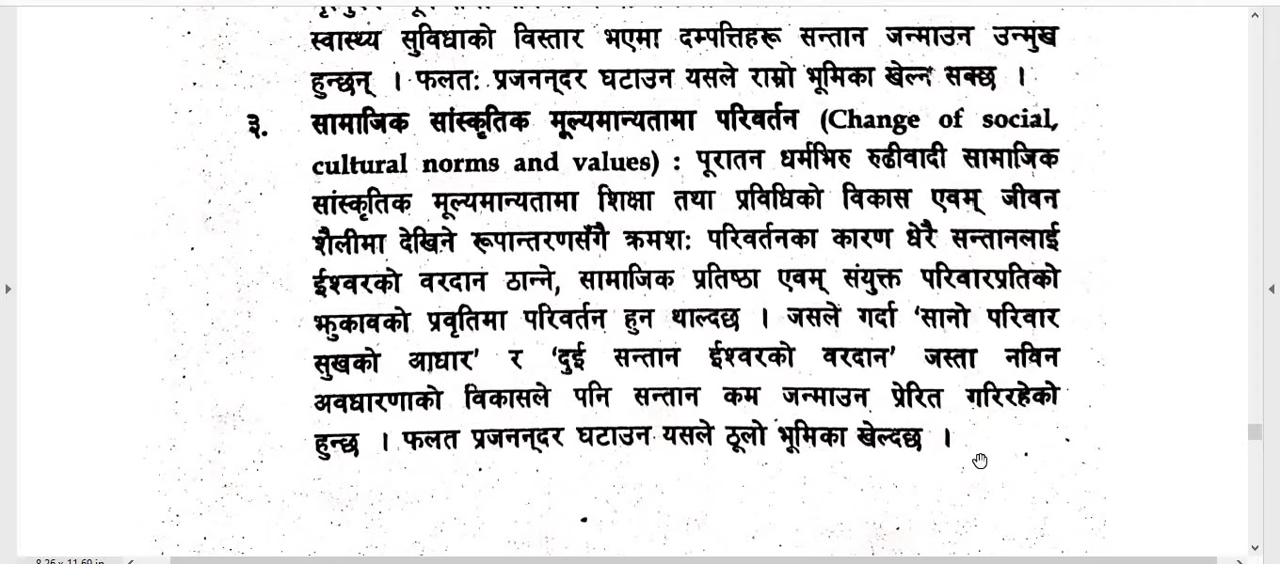 स्वास्थ्य सुविधाको विस्तार भएमा दम्पत्तिहरू सन्तान जन्माउन उन्मुख
हुन्छन् । फलतः प्रजनन्दर घटाउन यसले राम्रो भूमिका खेल्न सक्छ ।
३. सामाजिक सांस्कृतिक मूल्यमान्यतामा परिवर्तन (Change of social,
cultural norms and values) : पूरातन धर्मभिरु रुढीवादी सामाजिक
सांस्कृतिक मूल्यमान्यतामा शिक्षा तथा प्रविधिको विकास एवम् जीवन
शैलीमा देखिने रूपान्तरणसँगै क्रमशः परिवर्तनका कारण धेरै सन्तानलाई
ईश्वरको वरदान ठान्ने, सामाजिक प्रतिष्ठा एवम् संयुक्त परिवारप्रतिको
झुकावको प्रवृतिमा परिवर्तन हुन थाल्दछ । जसले गर्दा ‘सानो परिवार
सुखको आधार’ र ‘दुई सन्तान ईश्वरको वरदान’ जस्ता नविन
अवधारणाको विकासले पनि सन्तान कम जन्माउन प्रेरित गरिरहेको
हुन्छ । फलत प्रजनन्दर घटाउन यसले ठूलो भूमिका खेल्दछ ।